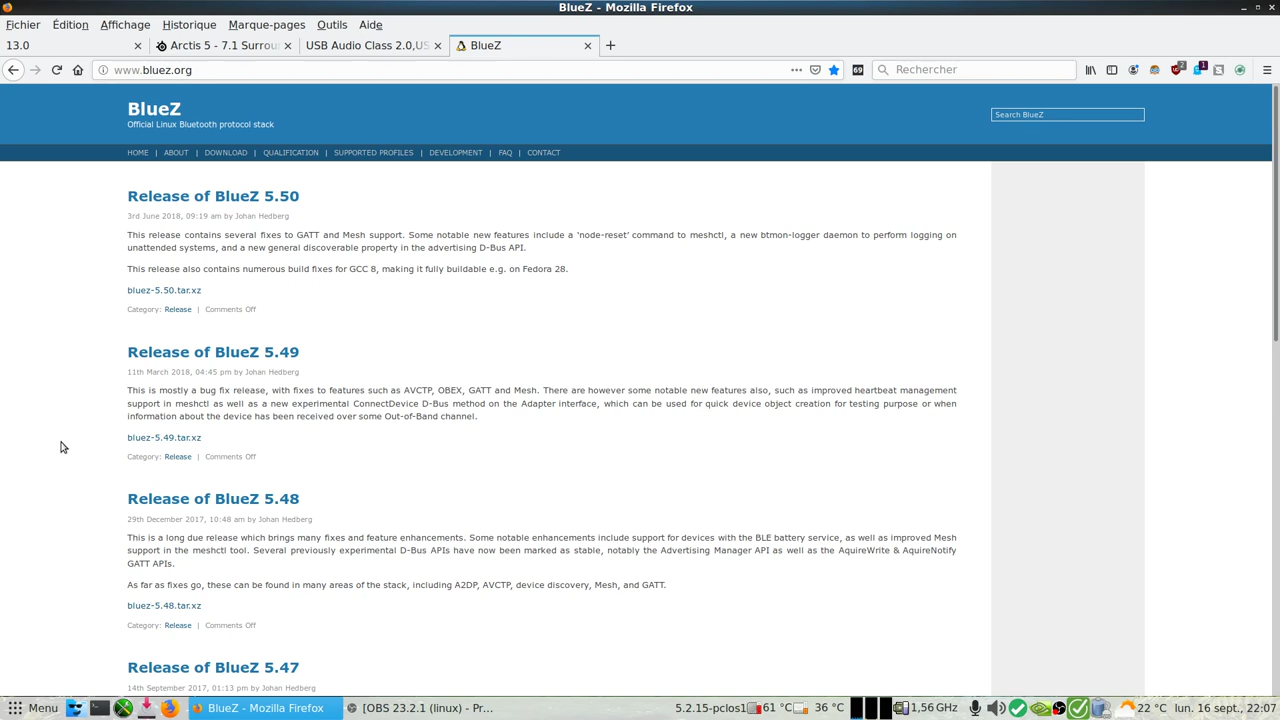 BlueZ - Mozilla Firefox
Fichier Édition Affichage Historique Marque-pages Outils Aide
13.0 Arctis 5 - 7.1 Surrou USB Audio Class 2.0,US BlueZ
www.bluez.org 69 Rechercher 2 1
BlueZ
Official Linux Bluetooth protocol stack
Search BlueZ
HOME | ABOUT | DOWNLOAD | QUALIFICATION | SUPPORTED PROFILES | DEVELOPMENT | FAQ | CONTACT
Release of BlueZ 5.50
3rd June 2018, 09:19 am by Johan Hedberg
This release contains several fixes to GATT and Mesh support. Some notable new features include a ‘node-reset’ command to meshctl, a new btmon-logger daemon to perform logging on
unattended systems, and a new general discoverable property in the advertising D-Bus API.
This release also contains numerous build fixes for GCC 8, making it fully buildable e.g. on Fedora 28.
bluez-5.50.tar.xz
Category: Release | Comments Off
Release of BlueZ 5.49
11th March 2018, 04:45 pm by Johan Hedberg
This is mostly a bug fix release, with fixes to features such as AVCTP, OBEX, GATT and Mesh. There are however some notable new features also, such as improved heartbeat management
support in meshctl as well as a new experimental ConnectDevice D-Bus method on the Adapter interface, which can be used for quick device object creation for testing purpose or when
information about the device has been received over some Out-of-Band channel.
bluez-5.49.tar.xz
Category: Release | Comments Off
Release of BlueZ 5.48
29th December 2017, 10:48 am by Johan Hedberg
This is a long due release which brings many fixes and feature enhancements. Some notable enhancements include support for devices with the BLE battery service, as well as improved Mesh
support in the meshctl tool. Several previously experimental D-Bus APIs have now been marked as stable, notably the Advertising Manager API as well as the AquireWrite & AquireNotify
GATT APIs.
As far as fixes go, these can be found in many areas of the stack, including A2DP, AVCTP, device discovery, Mesh, and GATT.
bluez-5.48.tar.xz
Category: Release | Comments Off
Release of BlueZ 5.47
14th September 2017, 01:13 pm by Johan Hedberg
Menu BlueZ - Mozilla Firefox [OBS 23.2.1 (linux) - Pr... 5.2.15-pclos1 61 °C 36 °C 1,56GHz 22 °C lun. 16 sept., 22:07